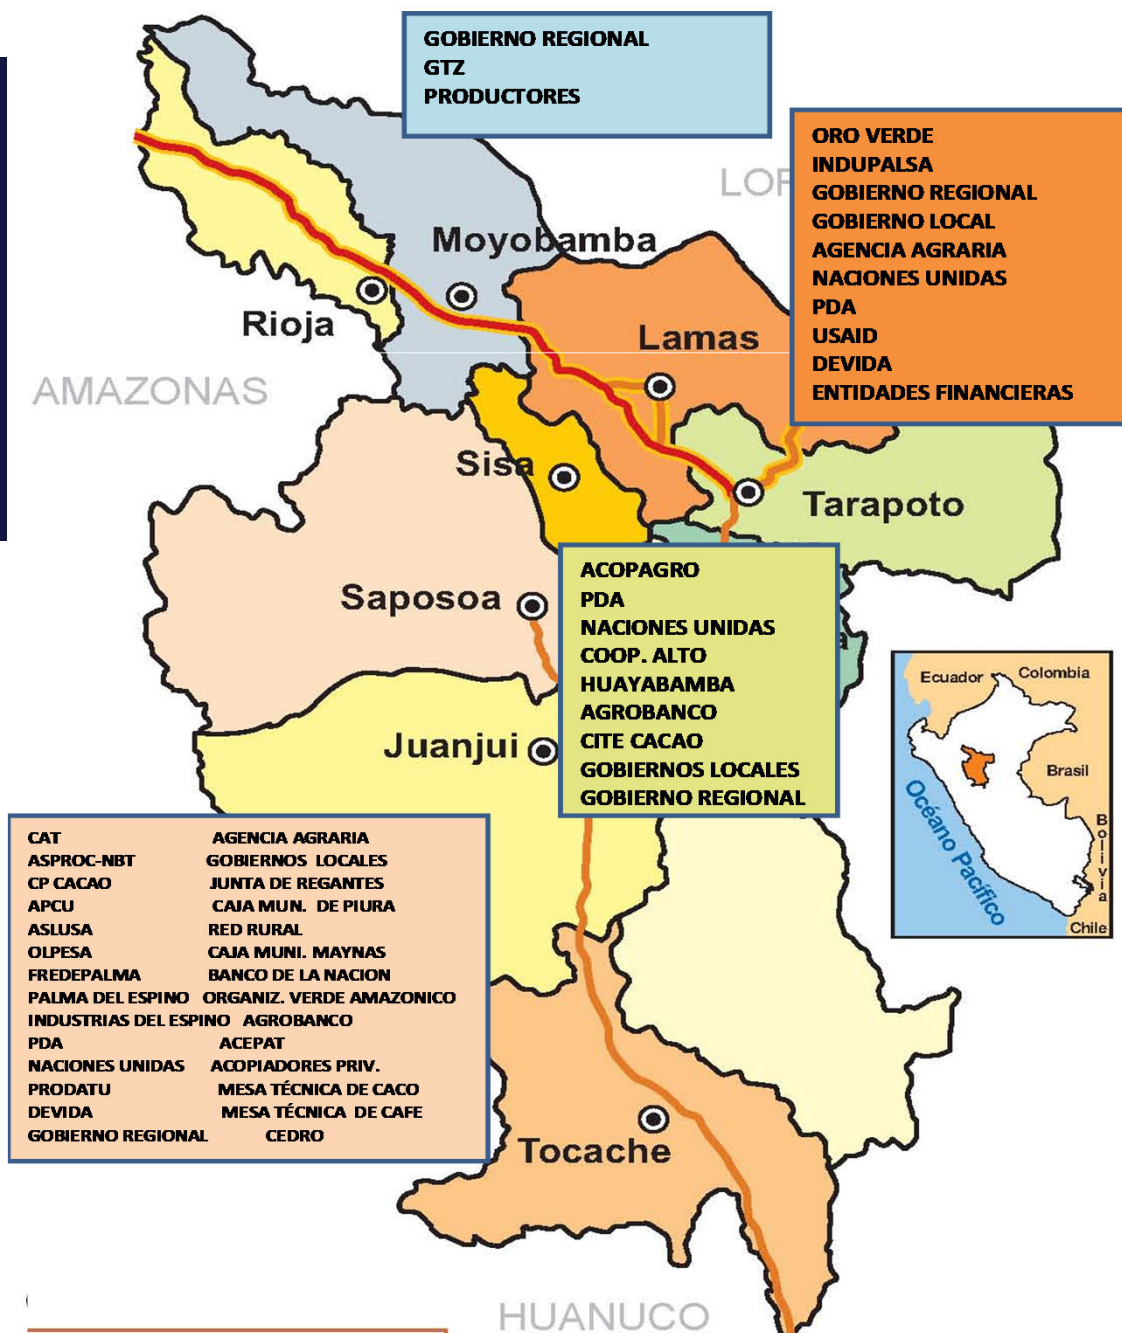 GOBIERNO REGIONAL
GTZ
PRODUCTORES
ORO VERDE
INDUPALSA
GOBIERNO REGIONAL
GOBIERNO LOCAL
AGENCIA AGRARIA
NACIONES UNIDAS
PDA
USAID
DEVIDA
ENTIDADES FINANCIERAS
Moyobamba
Rioja
Lamas
AMAZONAS
Sisa
Tarapoto
ACOPAGRO
PDA
NACIONES UNIDAS
COOP. ALTO
HUAYABAMBA
AGROBANCO
CITE CACAO
GOBIERNOS LOCALES
GOBIERNO REGIONAL
Saposoa
Juanjui
Ecuador
Colombia
Brasil
Océano Pacífico
Bolivia
Chile
CAT AGENCIA AGRARIA
ASPROC-NBT GOBIERNOS LOCALES
CP CACAO JUNTA DE REGANTES
APCU CAJA MUN. DE PIURA
ASLUSA RED RURAL
OLPESA CAJA MUNI. MAYNAS
FREDEPALMA BANCO DE LA NACION
PALMA DEL ESPINO ORGANIZ. VERDE AMAZONICO
INDUSTRIAS DEL ESPINO AGROBANCO
PDA ACEPAT
NACIONES UNIDAS ACOPIADORES PRIV.
PRODATU MESA TÉCNICA DE CACO
DEVIDA MESA TÉCNICA DE CAFE
GOBIERNO REGIONAL CEDRO
Tocache
HUANUCO